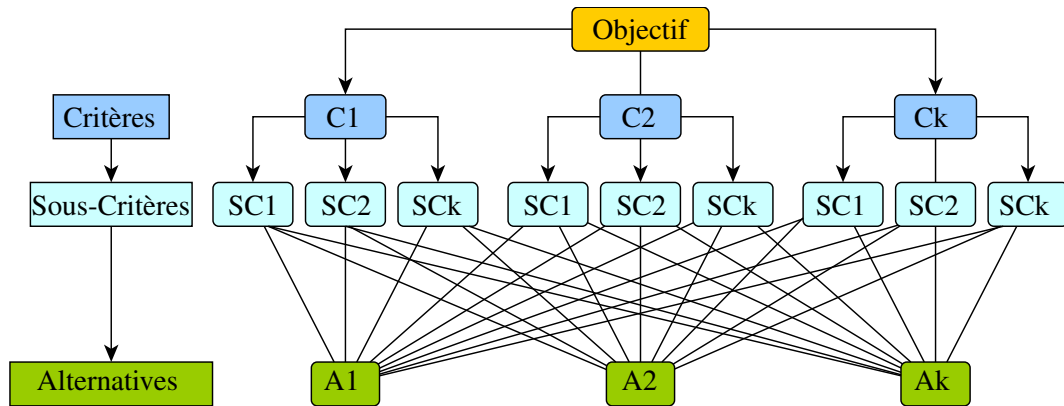 Objectif
Critères
C1
C2
Ck
Sous-Critères
SC1
SC2
SCk
SC1
SC2
SCk
SC1
SC2
SCk
Alternatives
A1
A2
Ak